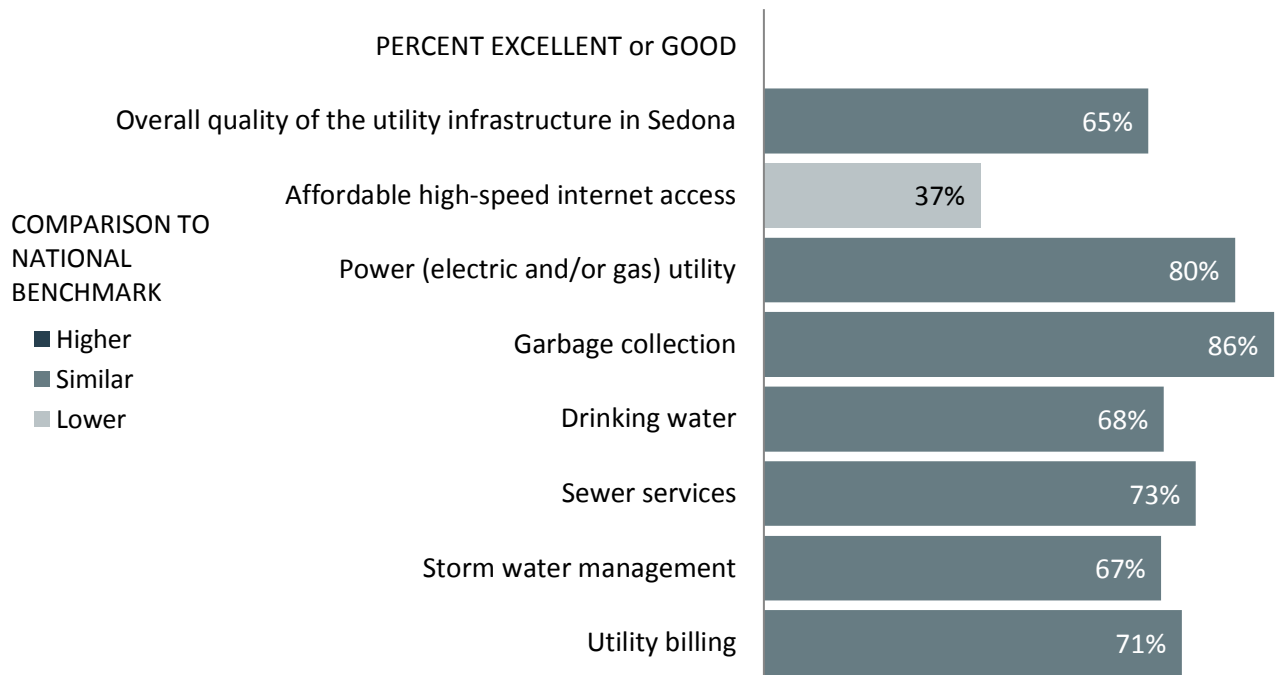 PERCENT EXCELLENT or GOOD
Overall quality of the utility infrastructure in Sedona
65%
Affordable high-speed internet access
37%
COMPARISON TO
NATIONAL
BENCHMARK
Higher
Similar
Lower
Power (electric and/or gas) utility
80%
Garbage collection
86%
Drinking water
68%
Sewer services
73%
Storm water management
67%
Utility billing
71%